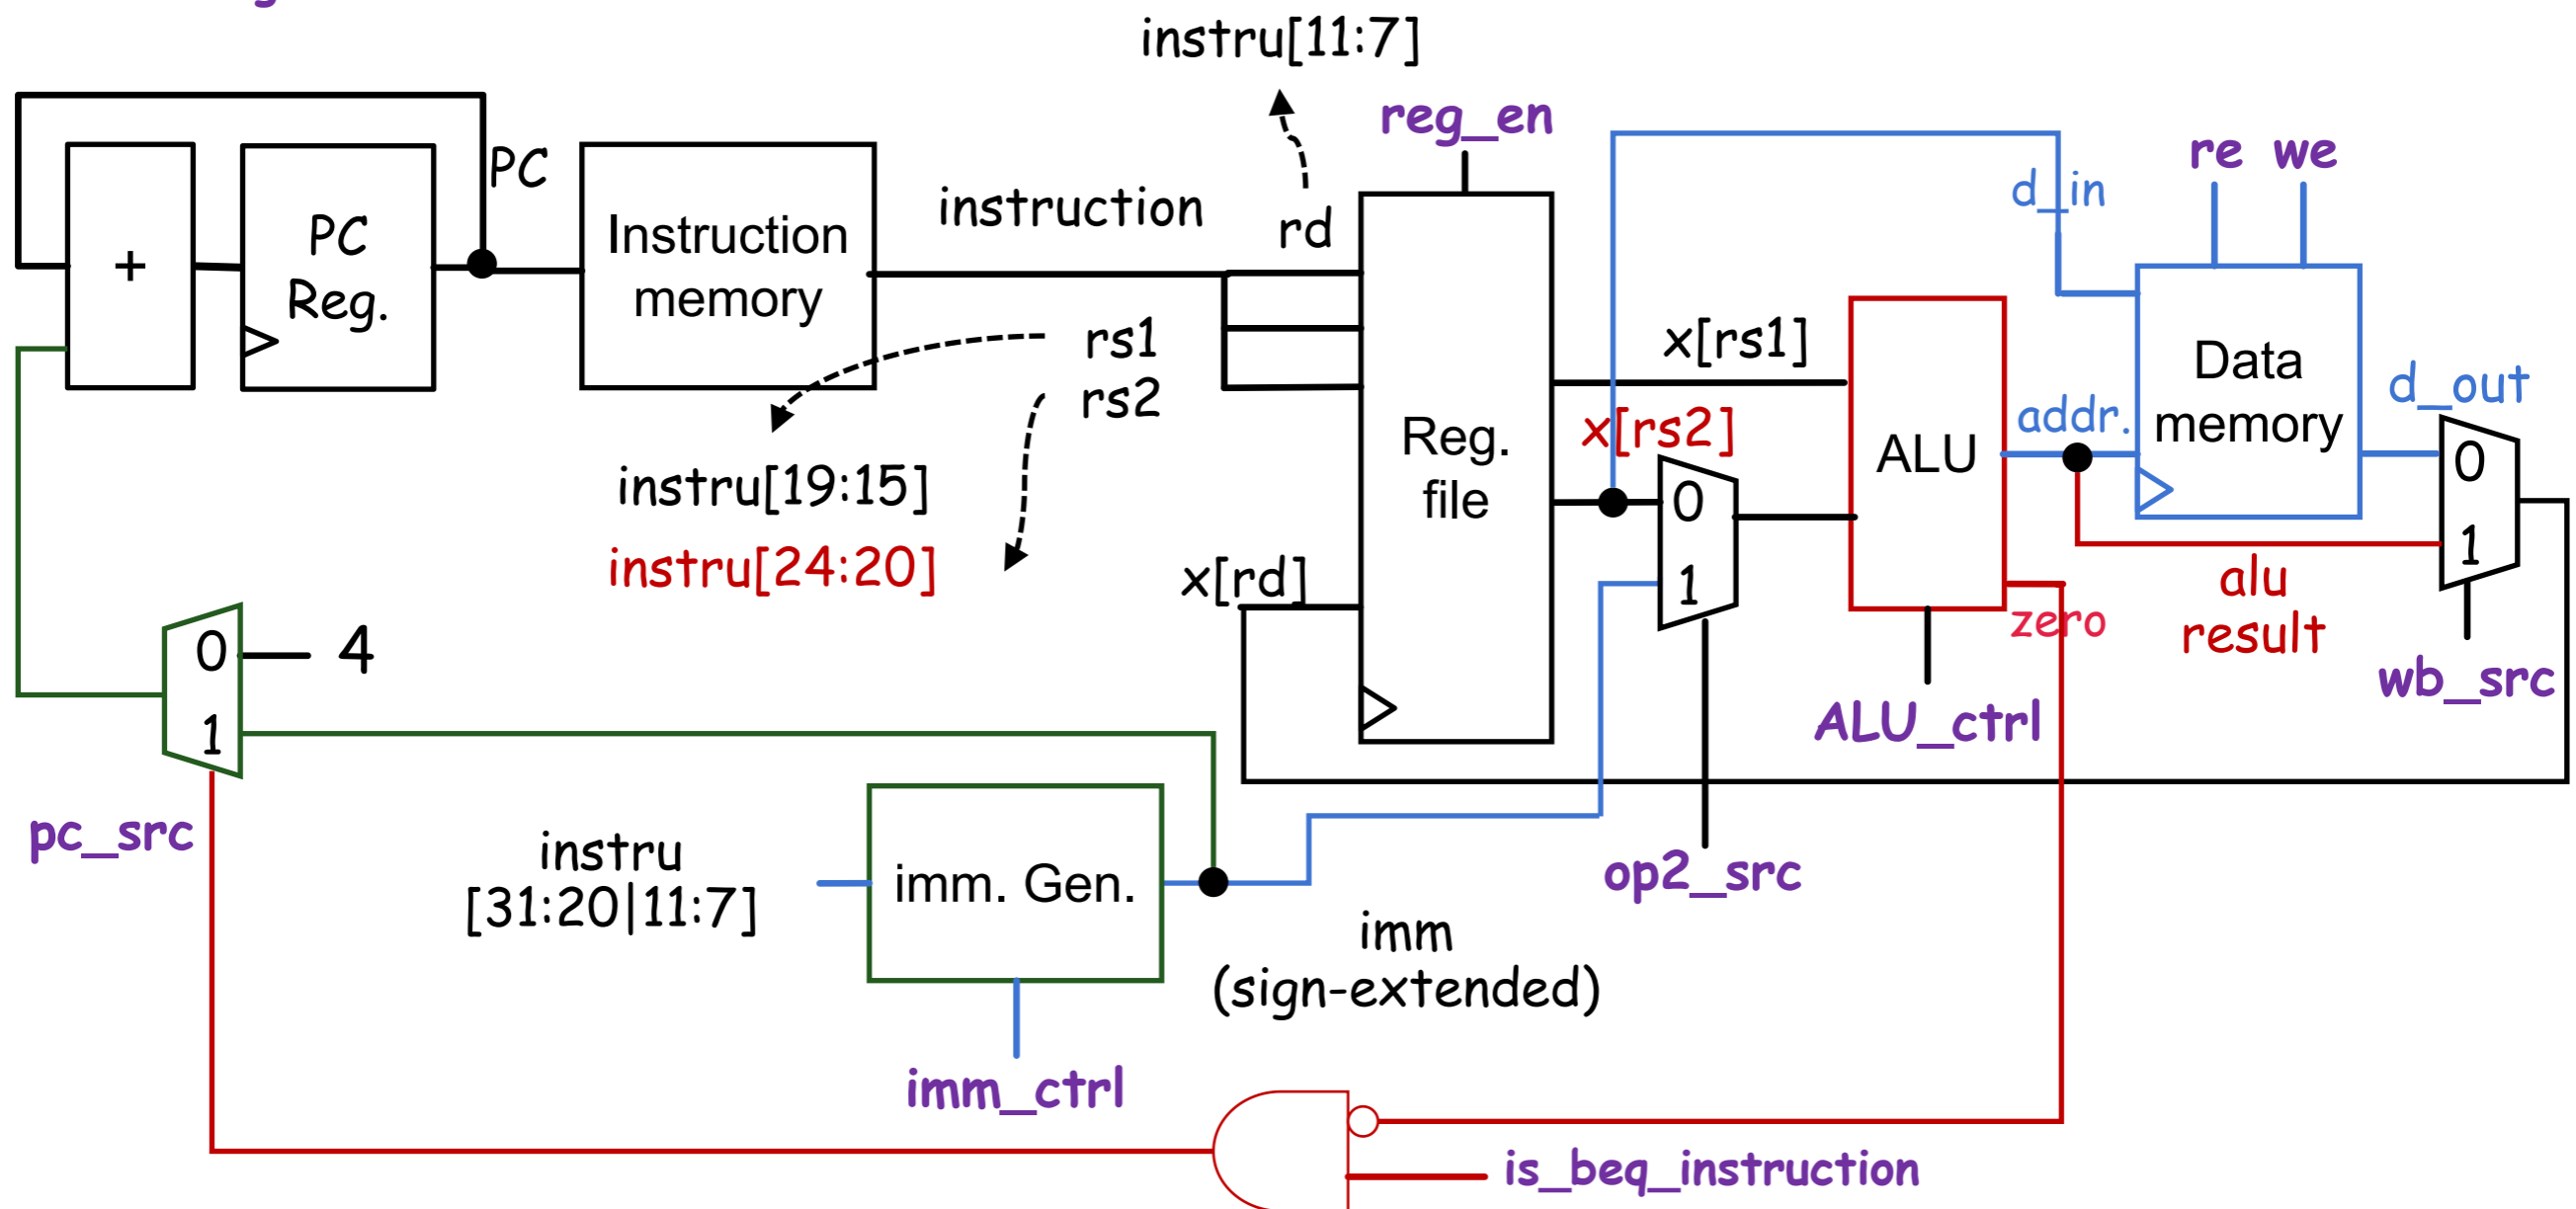 instru[11:7]
reg_en
PC
re we
d_in
+
PC
Reg.
Instruction
memory
instruction
rd
rs1
rs2
x[rs1]
x[rs2]
Reg.
file
ALU
addr.
Data
memory
d_out
0
1
0
1
instru[19:15]
instru[24:20]
x[rd]
zero
alu
result
wb_src
0
1
4
ALU_ctrl
pc_src
instru
[31:20|11:7]
imm. Gen.
op2_src
imm
(sign-extended)
imm_ctrl
is_beq_instruction